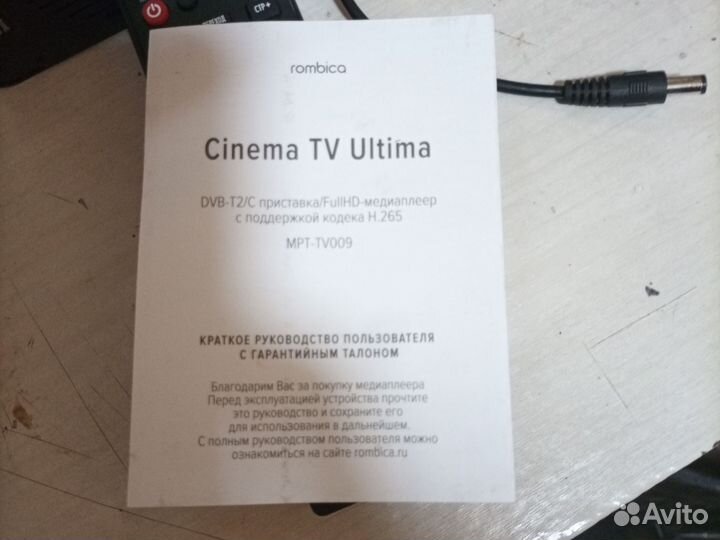 СТР+
rombica
Cinema TV Ultima
DVB-T2/C приставка/FullHD-медиаплеер
с поддержкой кодека H.265
MPT-TV009
КРАТКОЕ РУКОВОДСТВО ПОЛЬЗОВАТЕЛЯ
С ГАРАНТИЙНЫМ ТАЛОНОМ
Благодарим Вас за покупку медиаплеера
Перед эксплуатацией устройства прочтите
это руководство и сохраните его
для использования в дальнейшем.
С полным руководством пользователя можно
ознакомиться на сайте rombica.ru
Avito